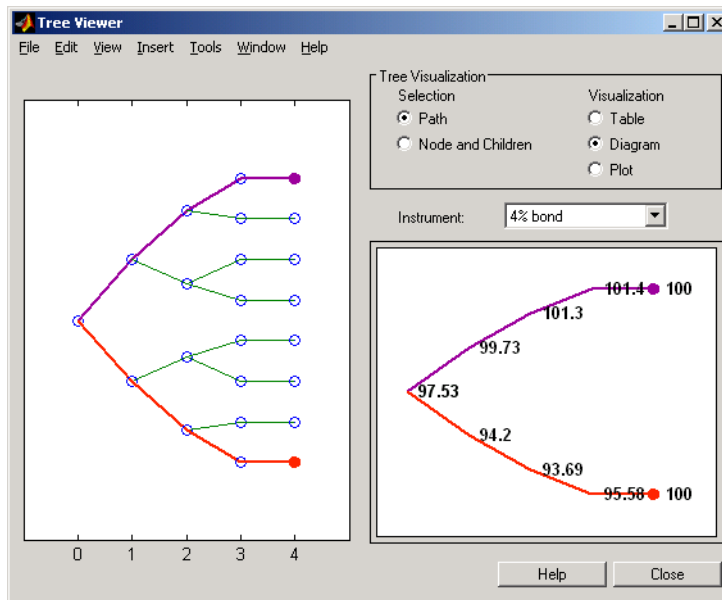 Tree Viewer
File Edit View Insert Tools Window Help
Tree Visualization
Selection Visualization
Path Table
Node and Children Diagram
Plot
Instrument: 4% bond
101.4 100
101.3
99.73
97.53
94.2
93.69
95.58 100
0 1 2 3 4
Help Close